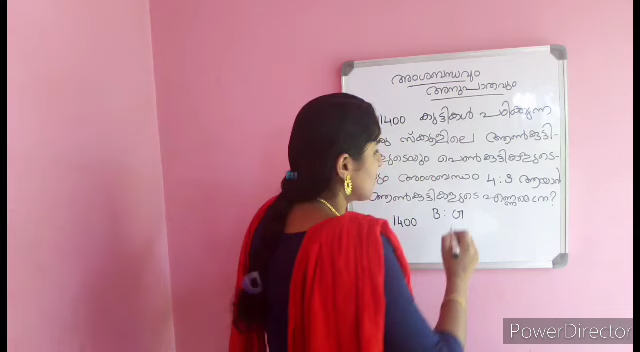 അംശബന്ധവും
അനുപാതവും
1400 കുട്ടികൾ പഠിക്കുന്ന
സ്കൂളിലെ ആൺകുട്ടി-
പെൺകുട്ടികളുടെ-
അംശബന്ധം 4:3 ആയാൽ
ആൺകുട്ടികളുടെ എണ്ണമെന്ത്?
1400 B : G
PowerDirector